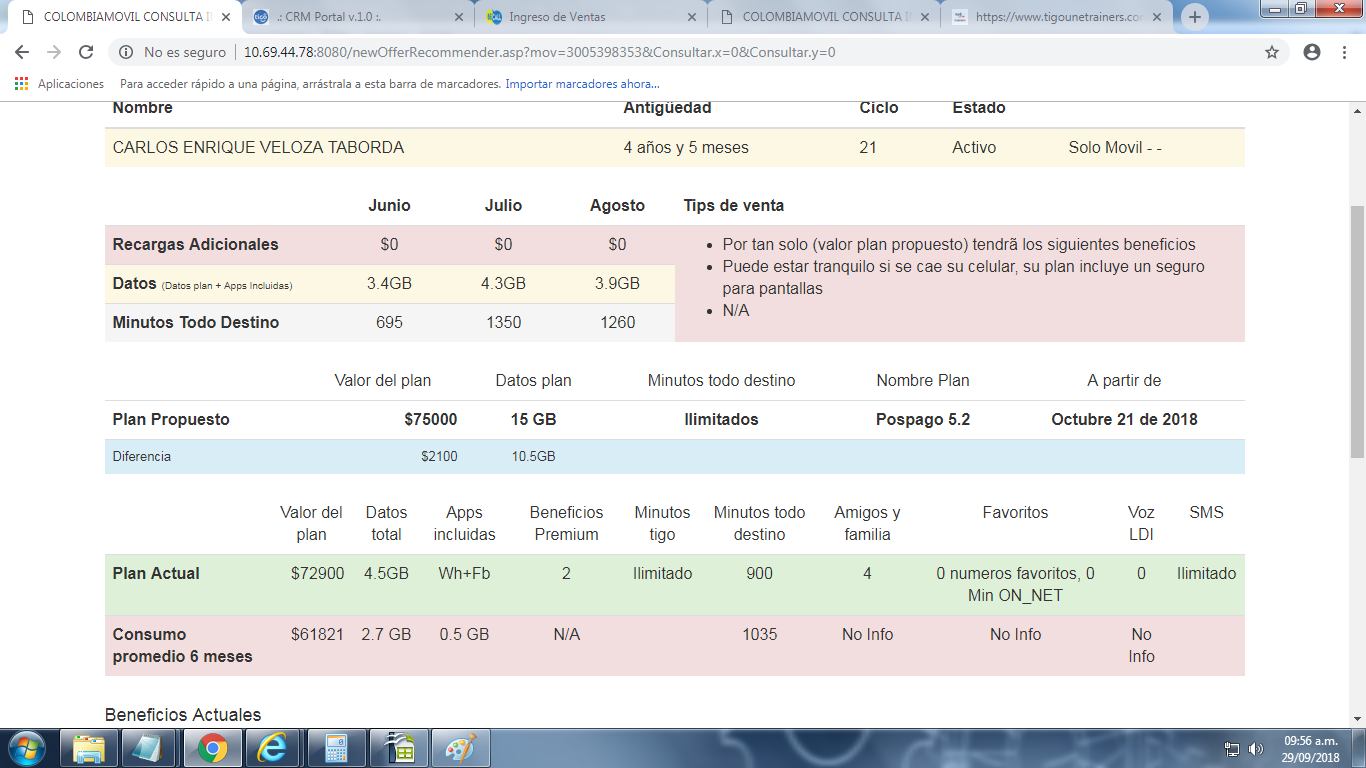 COLOMBIAMOVIL CONSULTA I
.: CRM Portal v.1.0 :.
Ingreso de Ventas
COLOMBIAMOVIL CONSULTA I
https://www.tigounetrainers.co
No es seguro
10.69.44.78:8080/newOfferRecommender.asp?mov=3005398353&Consultar.x=0&Consultar.y=0
Aplicaciones
Para acceder rápido a una página, arrástrala a esta barra de marcadores. Importar marcadores ahora...
Nombre Antigüedad Ciclo Estado
CARLOS ENRIQUE VELOZA TABORDA 4 años y 5 meses 21 Activo Solo Movil - -
Junio Julio Agosto Tips de venta
Recargas Adicionales $0 $0 $0
Datos (Datos plan + Apps Incluidas) 3.4GB 4.3GB 3.9GB
Minutos Todo Destino 695 1350 1260
• Por tan solo (valor plan propuesto) tendrã los siguientes beneficios
• Puede estar tranquilo si se cae su celular, su plan incluye un seguro
para pantallas
• N/A
Valor del plan Datos plan Minutos todo destino Nombre Plan A partir de
Plan Propuesto $75000 15 GB Ilimitados Pospago 5.2 Octubre 21 de 2018
Diferencia $2100 10.5GB
Valor del Datos Apps Beneficios Minutos Minutos todo Amigos y Favoritos Voz SMS
plan total incluidas Premium tigo destino familia LDI
Plan Actual $72900 4.5GB Wh+Fb 2 Ilimitado 900 4 0 numeros favoritos, 0 0 Ilimitado
Min ON_NET
Consumo $61821 2.7 GB 0.5 GB N/A 1035 No Info No Info No
promedio 6 meses Info
Beneficios Actuales
09:56 a.m.
29/09/2018